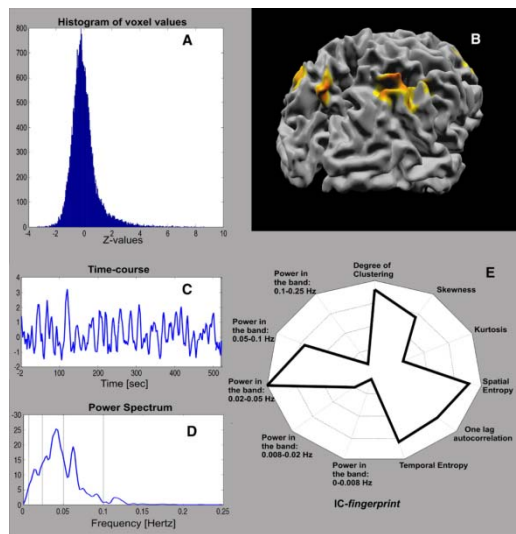 Histogram of voxel values
A
800
700
600
500
400
300
200
100
0
-4 -2 0 2 4 6 8 10
Z-values
B
Time-course
C
4
3
2
1
0
-1
-2 100 200 300 400 500
Time [sec]
Power Spectrum
D
-25
20
15
10
05
0
0 0.05 0.1 0.15 0.2 0.25
Frequency [Hertz]
E
Degree of
Clustering
Skewness
Kurtosis
Spatial
Entropy
One lag
autocorrelation
Temporal Entropy
Power in the
band:
0-0.008 Hz
Power in
the band:
0.008-0.02 Hz
Power in
the band:
0.02-0.05 Hz
Power in
the band:
0.05-0.1 Hz
Power in
the band:
0.1-0.25 Hz
IC-fingerprint